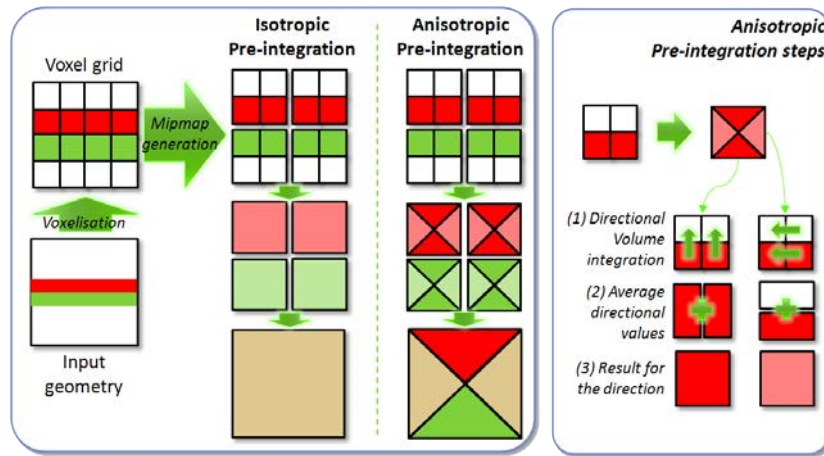 Voxel grid
Mipmap
generation
Voxelisation
Input
geometry
Isotropic
Pre-integration
Anisotropic
Pre-integration
Anisotropic
Pre-integration steps
(1) Directional
Volume
integration
(2) Average
directional
values
(3) Result for
the direction